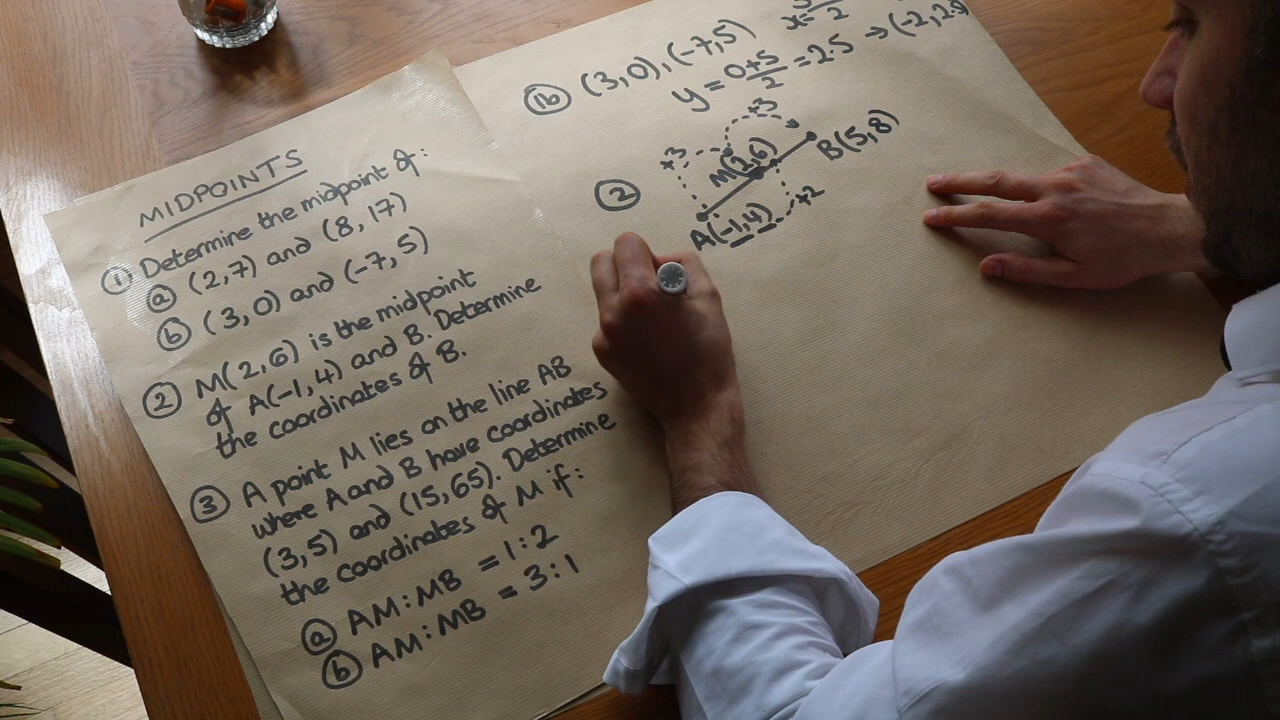 MIDPOINTS
① Determine the midpoint of:
ⓐ (2,7) and (8, 17)
ⓑ (3,0) and (-7, 5)
② M(2,6) is the midpoint
of A(-1,4) and B. Determine
the coordinates of B.
③ A point M lies on the line AB
where A and B have coordinates
(3,5) and (15,65). Determine
the coordinates of M if:
ⓐ AM:MB = 1:2
ⓑ AM:MB = 3:1
1b (3,0), (-7,5)
y = 0+5/2 = 2.5 → (-2, 2.5)
②
+3
+3
M(2,6)
B(5,8)
+2
A(-1,4)